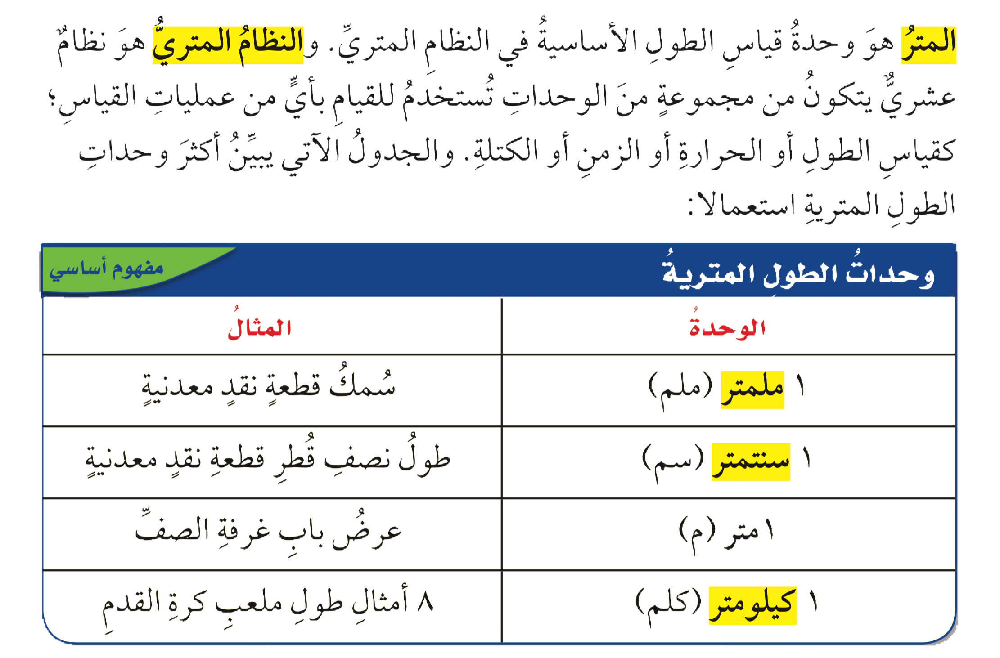 المترُ هوَ وحدةُ قياسِ الطولِ الأساسيةُ في النظامِ المتريِّ. والنظامُ المتريُّ هوَ نظامٌ
عشريٌّ يتكونُ من مجموعةٍ منَ الوحداتِ تُستخدَمُ للقيامِ بأيٍّ من عملياتِ القياسِ؛
كقياسِ الطولِ أو الحرارةِ أو الزمنِ أو الكتلةِ. والجدولُ الآتي يبيِّنُ أكثرَ وحداتِ
الطولِ المتريةِ استعمالا:
وحداتُ الطولِ المتريةُ
مفهوم أساسي
الوحدةُ المثالُ
١ ملمتر (ملم) سُمكُ قطعةٍ نقدٍ معدنيةٍ
١ سنتمتر (سم) طولُ نصفِ قُطرِ قطعةِ نقدٍ معدنيةٍ
١ متر (م) عرضُ بابِ غرفةِ الصفِّ
١ كيلومتر (كلم) ٨ أمثالِ طولِ ملعبِ كرةِ القدمِ